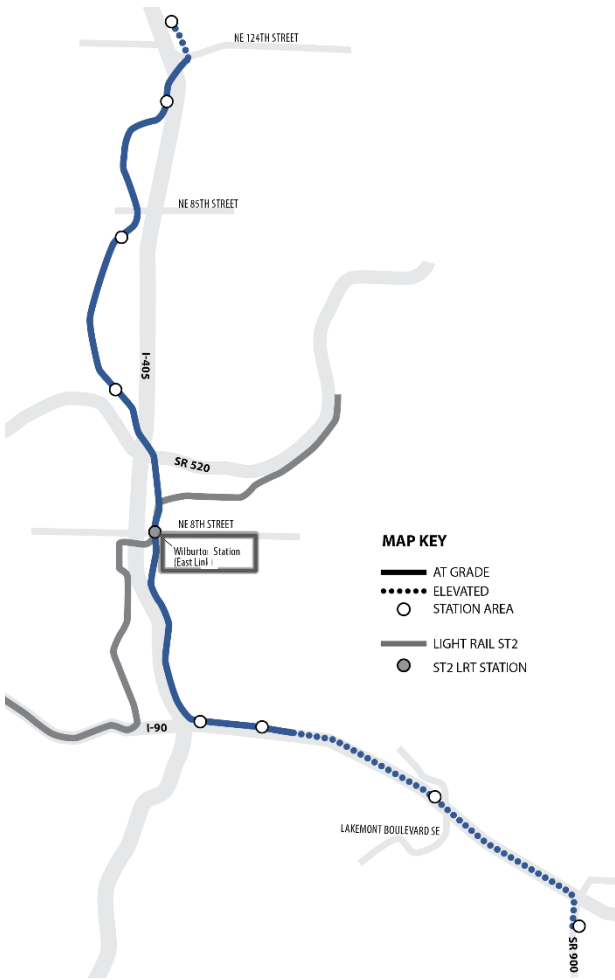 NE 124TH STREET
NE 85TH STREET
I-405
SR 520
NE 8TH STREET
Station
(East Link
MAP KEY
AT GRADE
ELEVATED
STATION AREA
LIGHT RAIL ST2
ST2 LRT STATION
I-90
LAKEMONT BOULEVARD SE
SR 900